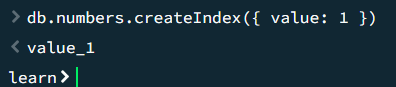 > db.numbers.createIndex({ value: 1 })
< value_1
learn>